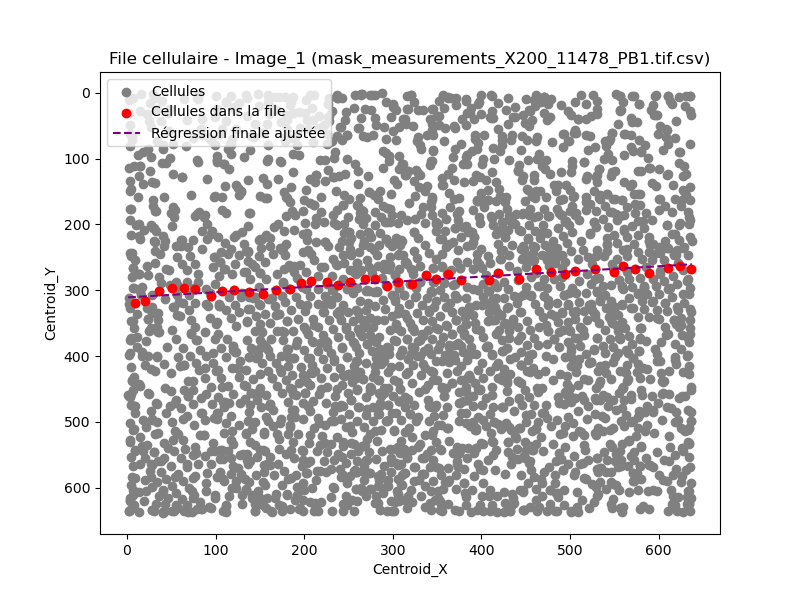 File cellulaire - Image_1 (mask_measurements_X200_11478_PB1.tif.csv)
Cellules
Cellules dans la file
Régression finale ajustée
0
100
200
300
400
500
600
Centroid_Y
0 100 200 300 400 500 600
Centroid_X